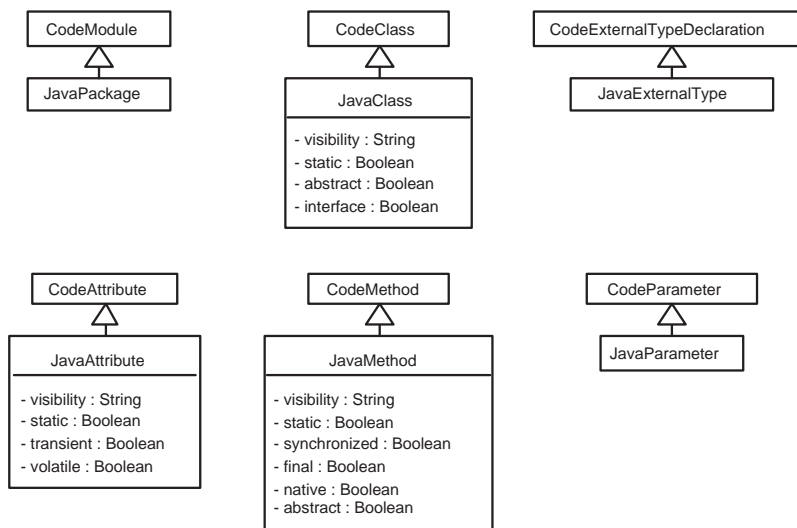 CodeModule
JavaPackage
CodeClass
JavaClass
- visibility : String
- static : Boolean
- abstract : Boolean
- interface : Boolean
CodeExternalTypeDeclaration
JavaExternalType
CodeAttribute
JavaAttribute
- visibility : String
- static : Boolean
- transient : Boolean
- volatile : Boolean
CodeMethod
JavaMethod
- visibility : String
- static : Boolean
- synchronized : Boolean
- final : Boolean
- native : Boolean
- abstract : Boolean
CodeParameter
JavaParameter